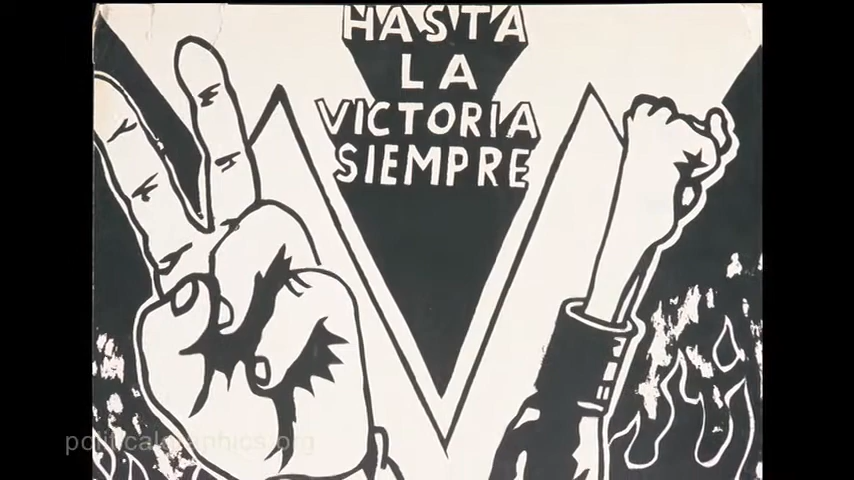 HASTA
LA
VICTORIA
SIEMPRE
politicalgraphics.org